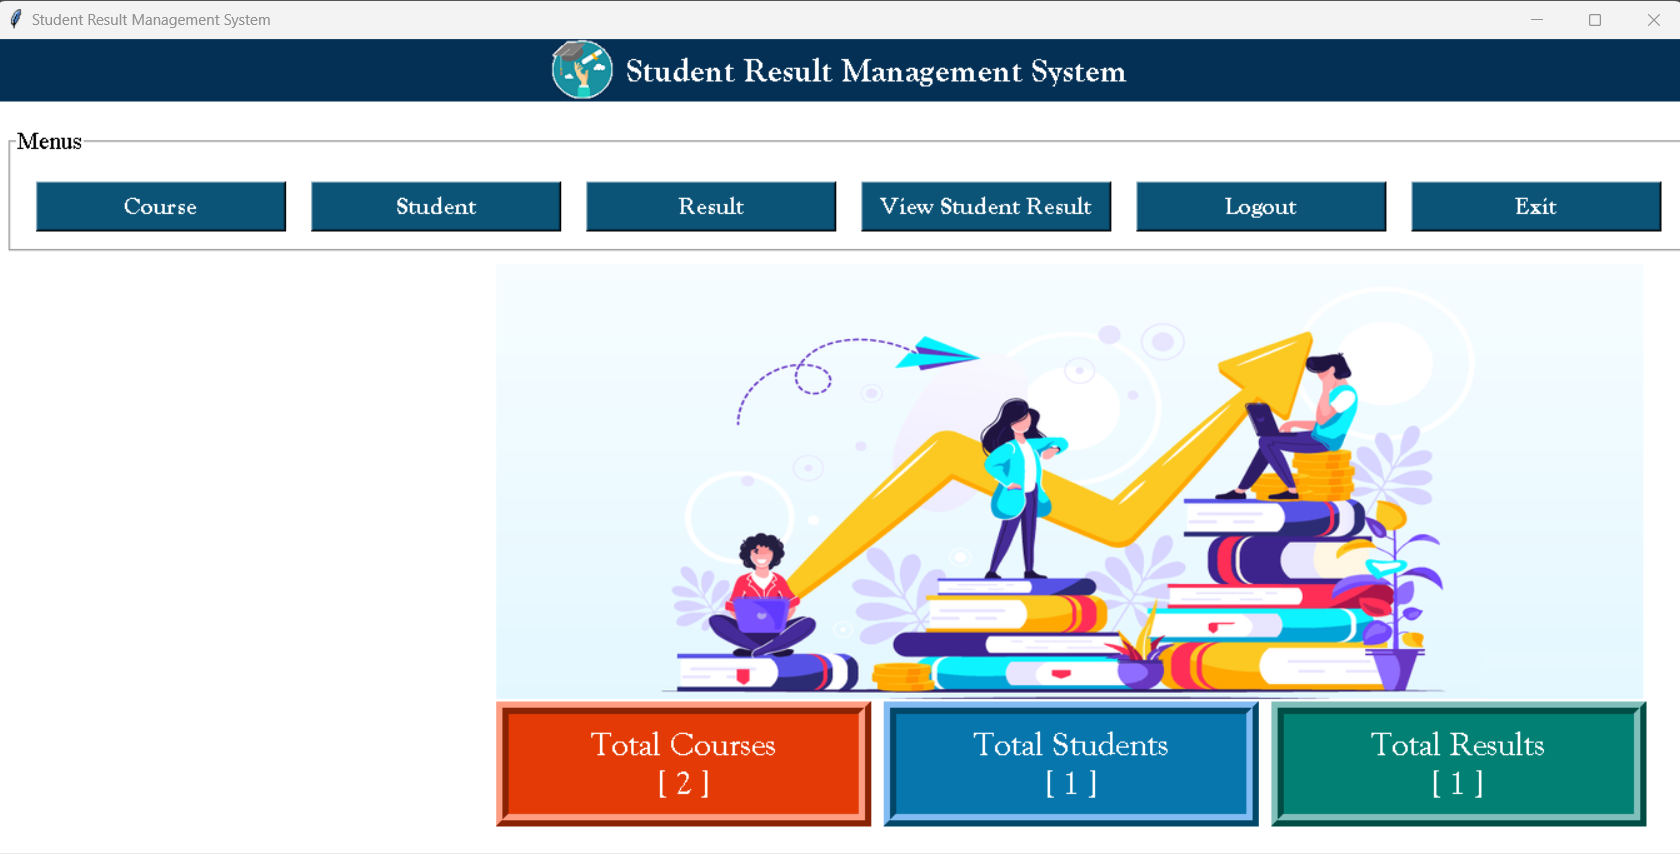 Student Result Management System
Student Result Management System
Menus
Course
Student
Result
View Student Result
Logout
Exit
Total Courses
[ 2 ]
Total Students
[ 1 ]
Total Results
[ 1 ]